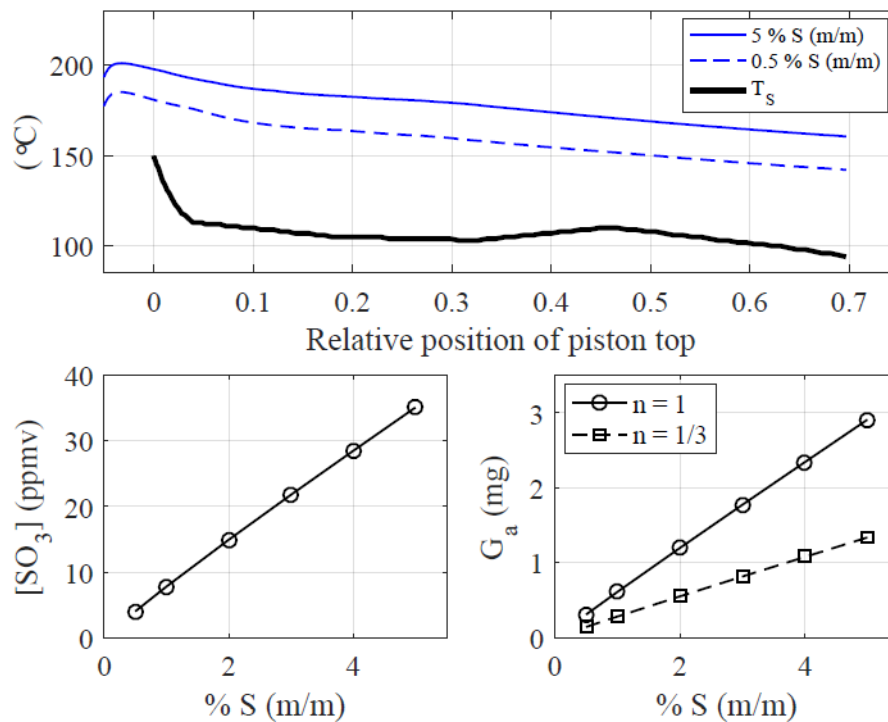 5 % S (m/m)
0.5 % S (m/m)
T_S
(°C)
200
150
100
0 0.1 0.2 0.3 0.4 0.5 0.6 0.7
Relative position of piston top
[SO_3] (ppmv)
40
30
20
10
0
0 2 4
% S (m/m)
n = 1
n = 1/3
G_a (mg)
3
2
1
0
0 2 4
% S (m/m)